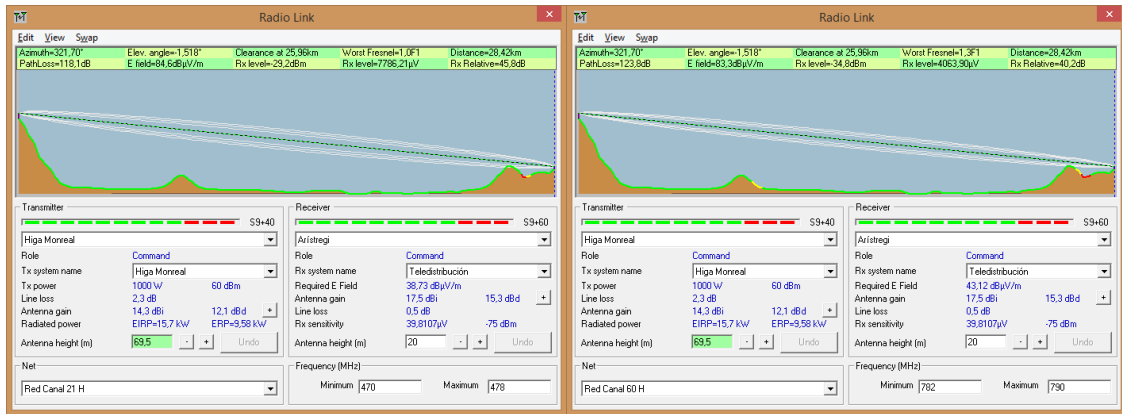 Radio Link
Edit View Swap
Azimuth=321,70° Elev. angle=-1,518° Clearance at 25,96km Worst Fresnel=1,0F1 Distance=28,42km
PathLoss=118,1dB E field=84,6dBµV/m Rx level=-29,2dBm Rx level=7786,21µV Rx Relative=45,8dB
Transmitter
S9+40
Higa Monreal
Role Command
Tx system name Higa Monreal
Tx power 1000 W 60 dBm
Line loss 2,3 dB
Antenna gain 14,3 dBi 12,1 dBd +
Radiated power EIRP=15,7 kW ERP=9,58 kW
Antenna height (m) 69,5 - + Undo
Receiver
S9+60
Arístregi
Role Command
Rx system name Teledistribución
Required E Field 38,73 dBµV/m
Antenna gain 17,5 dBi 15,3 dBd +
Line loss 0,5 dB
Rx sensitivity 39,8107µV -75 dBm
Antenna height (m) 20 - + Undo
Net
Red Canal 21 H
Frequency (MHz)
Minimum 470 Maximum 478
Radio Link
Edit View Swap
Azimuth=321,70° Elev. angle=-1,518° Clearance at 25,96km Worst Fresnel=1,3F1 Distance=28,42km
PathLoss=123,8dB E field=83,3dBµV/m Rx level=-34,8dBm Rx level=4063,90µV Rx Relative=40,2dB
Transmitter
S9+40
Higa Monreal
Role Command
Tx system name Higa Monreal
Tx power 1000 W 60 dBm
Line loss 2,3 dB
Antenna gain 14,3 dBi 12,1 dBd +
Radiated power EIRP=15,7 kW ERP=9,58 kW
Antenna height (m) 69,5 - + Undo
Receiver
S9+60
Arístregi
Role Command
Rx system name Teledistribución
Required E Field 43,12 dBµV/m
Antenna gain 17,5 dBi 15,3 dBd +
Line loss 0,5 dB
Rx sensitivity 39,8107µV -75 dBm
Antenna height (m) 20 - + Undo
Net
Red Canal 60 H
Frequency (MHz)
Minimum 782 Maximum 790